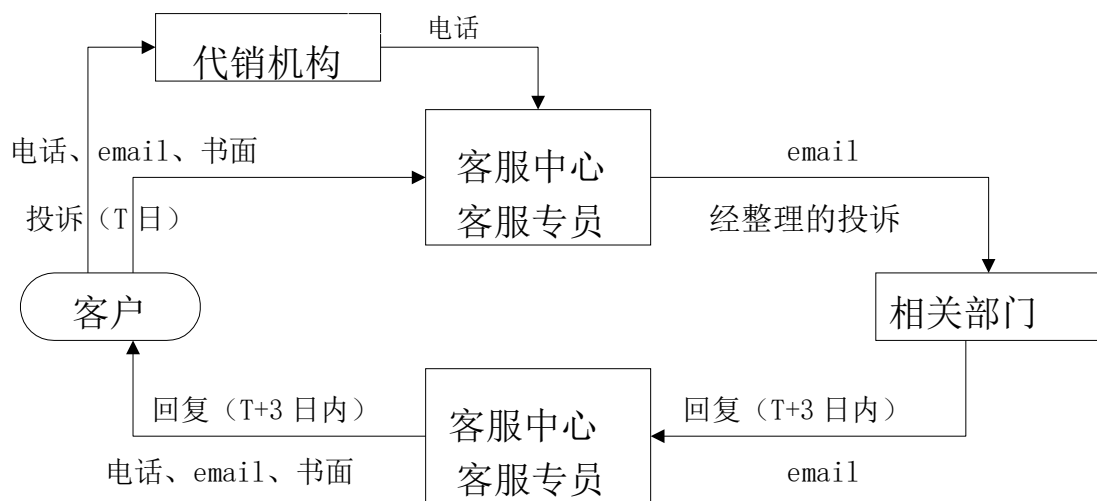 电话
代销机构
电话、email、书面
email
客服中心
客服专员
投诉（T 日）
经整理的投诉
客户
相关部门
回复（T+3 日内）
客服中心
客服专员
回复（T+3 日内）
电话、email、书面
email